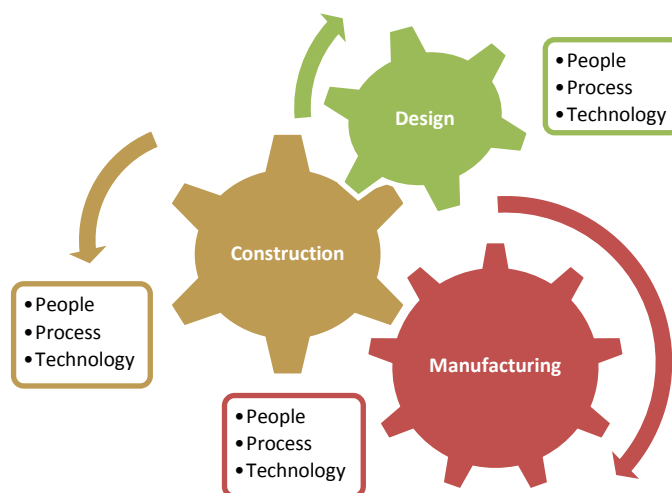 Design
• People
• Process
• Technology
Construction
• People
• Process
• Technology
Manufacturing
• People
• Process
• Technology